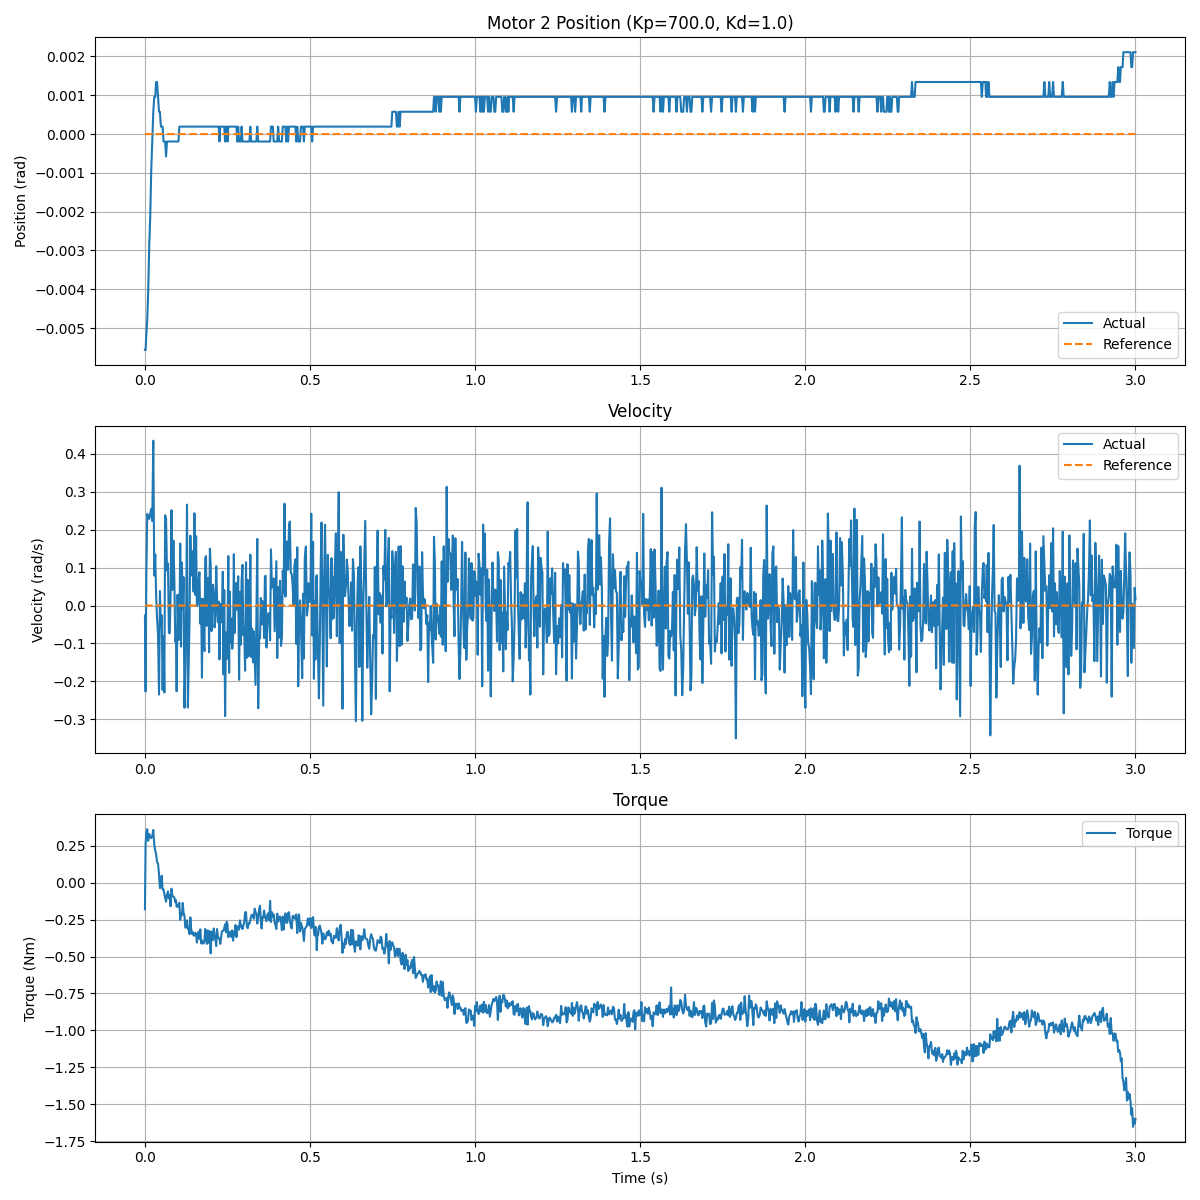 Motor 2 Position (Kp=700.0, Kd=1.0)
0.002
0.001
0.000
−0.001
−0.002
−0.003
−0.004
−0.005
Position (rad)
Actual
Reference
0.0 0.5 1.0 1.5 2.0 2.5 3.0
Velocity
0.4
0.3
0.2
0.1
0.0
−0.1
−0.2
−0.3
Velocity (rad/s)
Actual
Reference
0.0 0.5 1.0 1.5 2.0 2.5 3.0
Torque
0.25
0.00
−0.25
−0.50
−0.75
−1.00
−1.25
−1.50
−1.75
Torque (Nm)
Torque
0.0 0.5 1.0 1.5 2.0 2.5 3.0
Time (s)